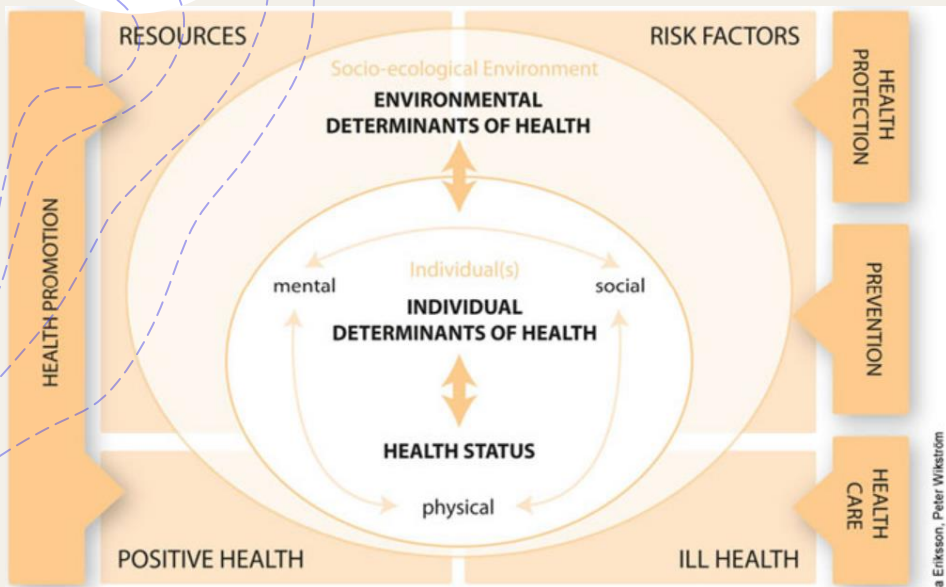 RESOURCES
RISK FACTORS
Socio-ecological Environment
ENVIRONMENTAL
DETERMINANTS OF HEALTH
HEALTH PROMOTION
mental
Individual(s)
social
INDIVIDUAL
DETERMINANTS OF HEALTH
HEALTH STATUS
physical
POSITIVE HEALTH
ILL HEALTH
HEALTH
PROTECTION
PREVENTION
HEALTH
CARE
Eriksson, Peter Wikström